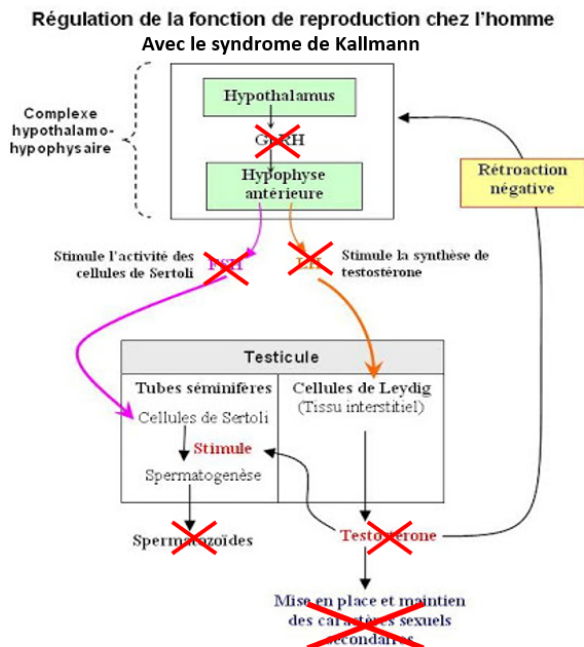 Régulation de la fonction de reproduction chez l'homme
Avec le syndrome de Kallmann
Complexe
hypothalamo-
hypophysaire
Hypothalamus
GnRH
Hypophyse
antérieure
Rétroaction
négative
Stimule l'activité des
cellules de Sertoli
FSH
LH
Stimule la synthèse de
testostérone
Testicule
Tubes séminifères
Cellules de Sertoli
Stimule
Spermatogenèse
Cellules de Leydig
(Tissu interstitiel)
Spermatozoïdes
Testostérone
Mise en place et maintien
des caractères sexuels
secondaires